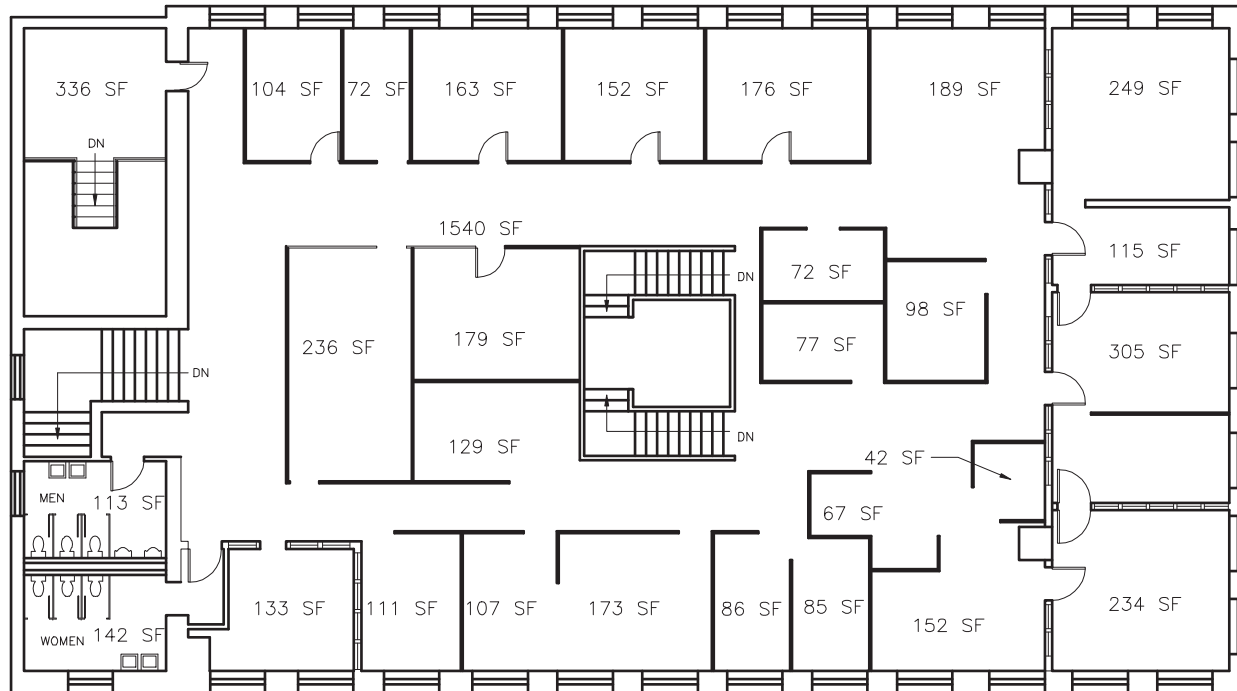 336 SF
104 SF
72 SF
163 SF
152 SF
176 SF
189 SF
249 SF
DN
1540 SF
115 SF
72 SF
DN
98 SF
179 SF
236 SF
77 SF
305 SF
DN
129 SF
DN
42 SF
MEN
113 SF
67 SF
133 SF
111 SF
107 SF
173 SF
86 SF
85 SF
152 SF
234 SF
WOMEN
142 SF